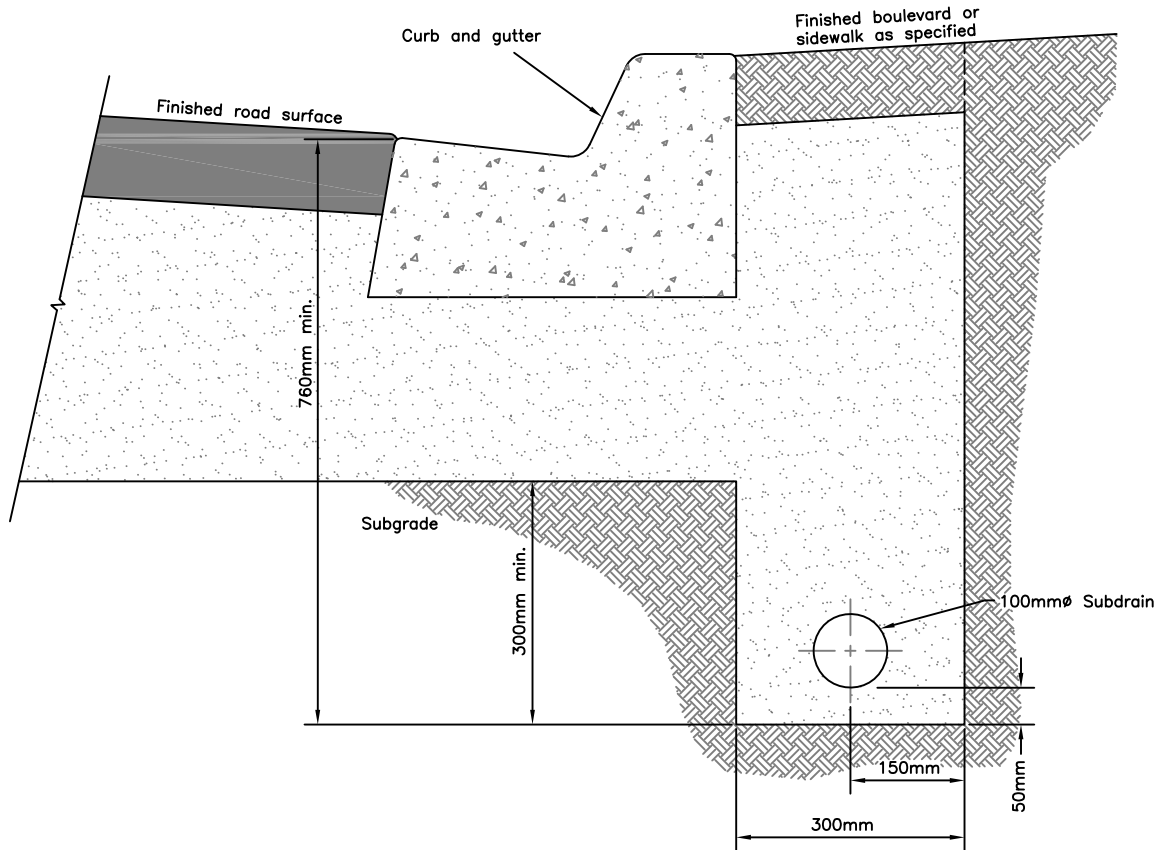 Finished boulevard or
sidewalk as specified
Curb and gutter
Finished road surface
760mm min.
Subgrade
300mm min.
100mmø Subdrain
150mm
50mm
300mm